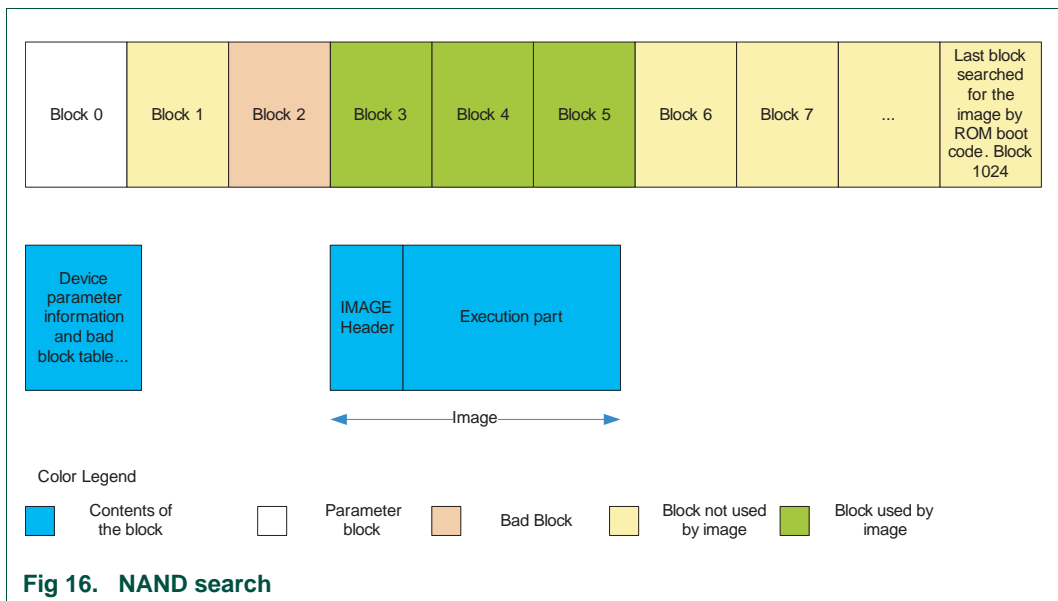 Block 0
Block 1
Block 2
Block 3
Block 4
Block 5
Block 6
Block 7
...
Last block
searched
for the
image by
ROM boot
code. Block
1024
Device
parameter
information
and bad
block table...
IMAGE
Header
Execution part
Image
Color Legend
Contents of
the block
Parameter
block
Bad Block
Block not used
by image
Block used by
image
Fig 16. NAND search